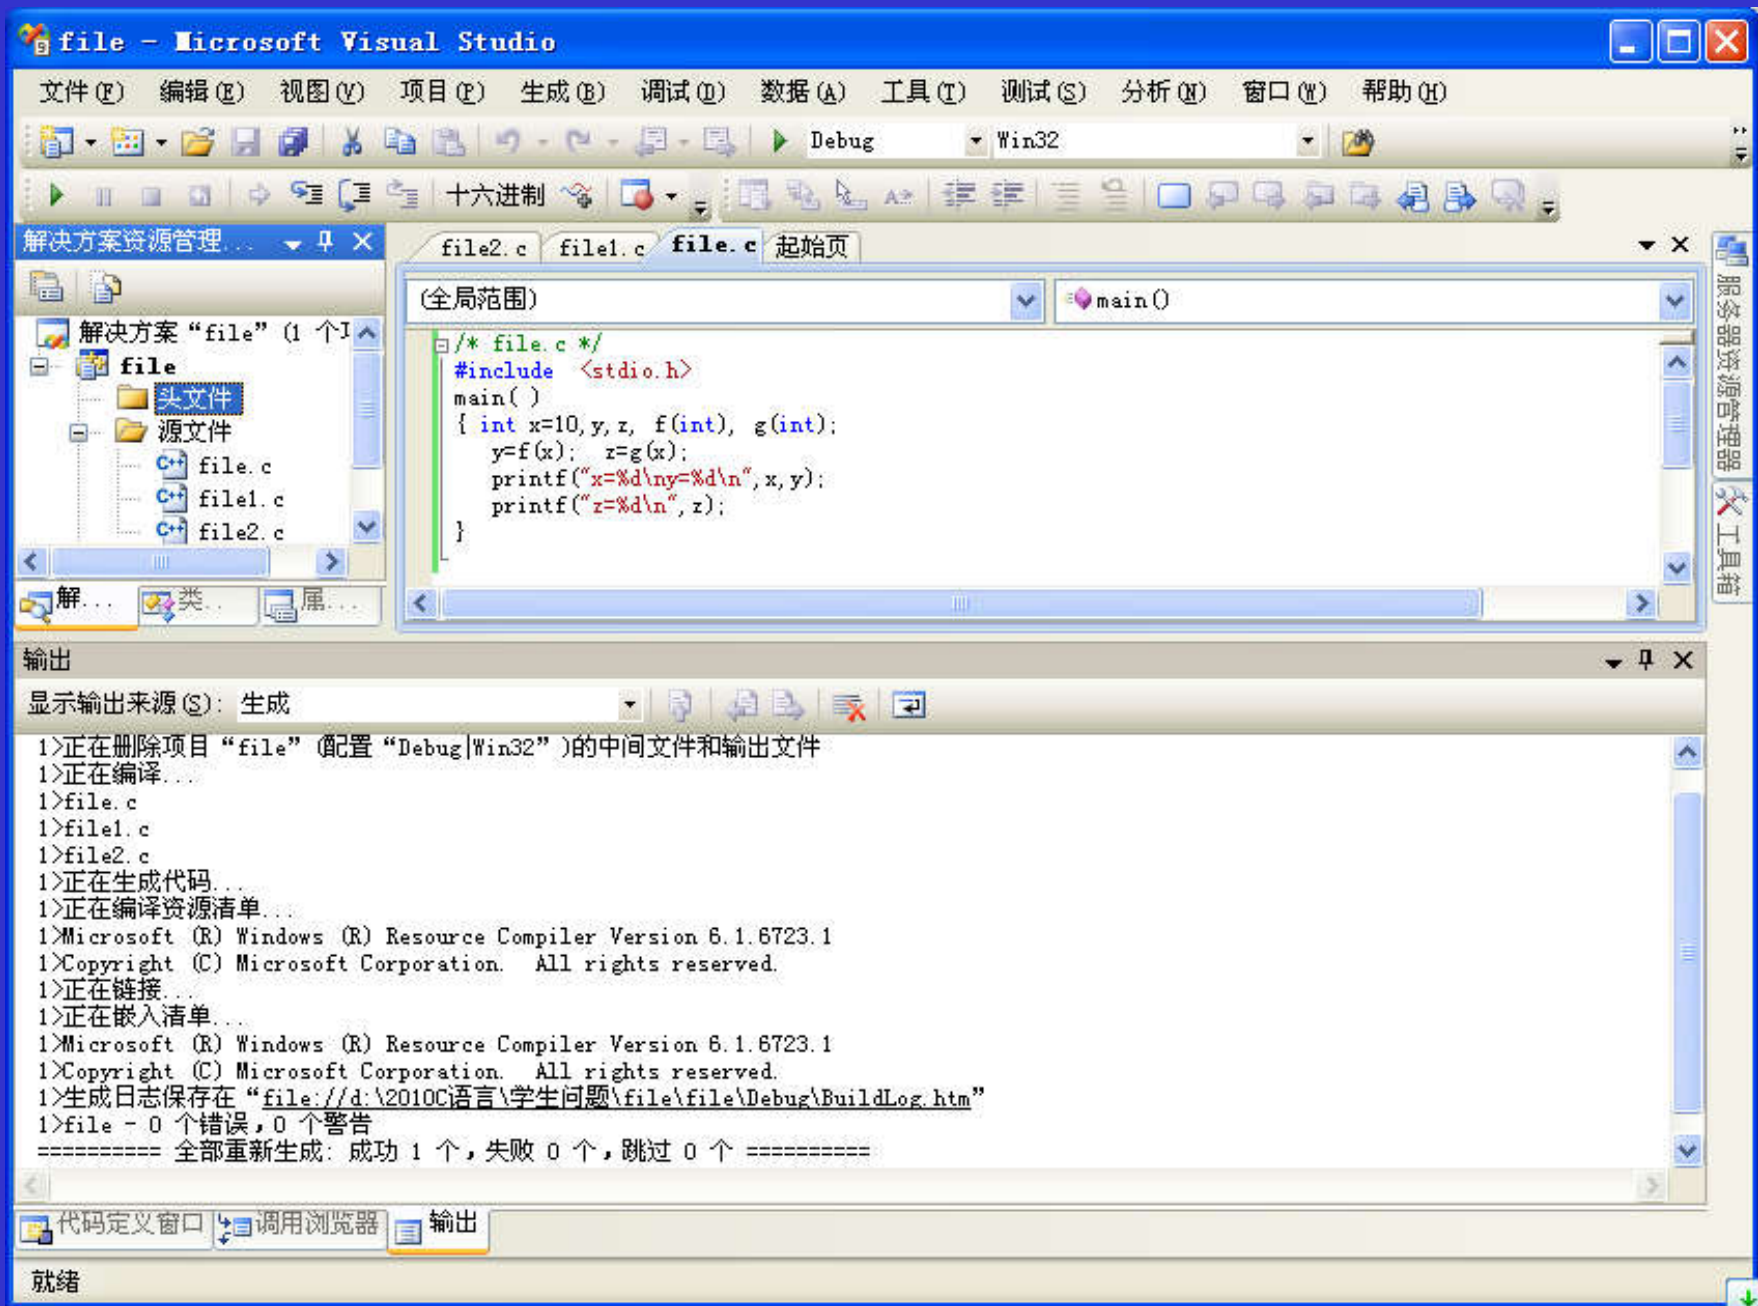 file - Microsoft Visual Studio
文件(F) 编辑(E) 视图(V) 项目(P) 生成(B) 调试(D) 数据(A) 工具(T) 测试(S) 分析(N) 窗口(W) 帮助(H)
Debug Win32
十六进制
解决方案资源管理...
file2.c file1.c file.c 起始页
(全局范围) main()
解决方案“file”(1 个项
file
头文件
源文件
file.c
file1.c
file2.c
解... 类... 属...
/* file.c */
#include <stdio.h>
main( )
{ int x=10,y,z, f(int), g(int);
y=f(x); z=g(x);
printf("x=%d\ny=%d\n",x,y);
printf("z=%d\n",z);
}
服务器资源管理器
工具箱
输出
显示输出来源(S): 生成
1>正在删除项目“file”(配置“Debug|Win32”)的中间文件和输出文件
1>正在编译...
1>file.c
1>file1.c
1>file2.c
1>正在生成代码...
1>正在编译资源清单...
1>Microsoft (R) Windows (R) Resource Compiler Version 6.1.6723.1
1>Copyright (C) Microsoft Corporation.  All rights reserved.
1>正在链接...
1>正在嵌入清单...
1>Microsoft (R) Windows (R) Resource Compiler Version 6.1.6723.1
1>Copyright (C) Microsoft Corporation.  All rights reserved.
1>生成日志保存在“file://d:\2010C语言\学生问题\file\file\Debug\BuildLog.htm”
1>file - 0 个错误，0 个警告
========== 全部重新生成: 成功 1 个，失败 0 个，跳过 0 个 ==========
代码定义窗口 调用浏览器 输出
就绪